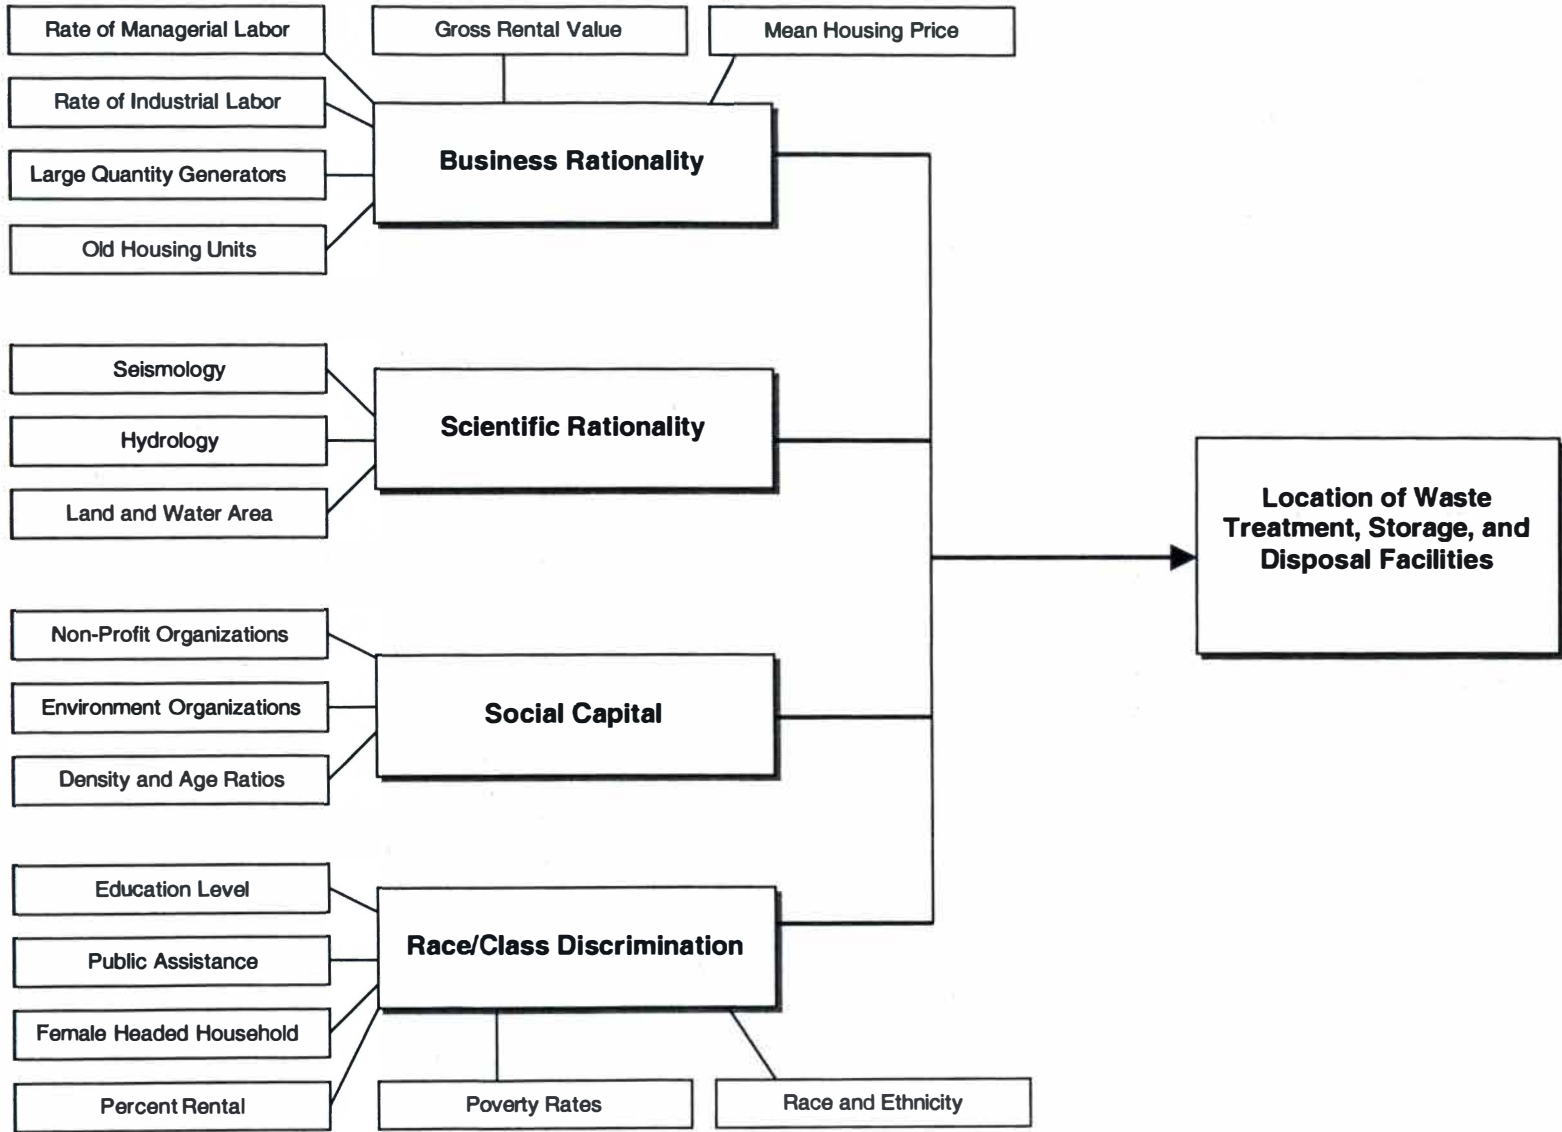 Rate of Managerial Labor
Gross Rental Value
Mean Housing Price
Rate of Industrial Labor
Large Quantity Generators
Old Housing Units
Business Rationality
Seismology
Hydrology
Land and Water Area
Scientific Rationality
Location of Waste
Treatment, Storage, and
Disposal Facilities
Non-Profit Organizations
Environment Organizations
Density and Age Ratios
Social Capital
Education Level
Public Assistance
Female Headed Household
Percent Rental
Race/Class Discrimination
Poverty Rates
Race and Ethnicity